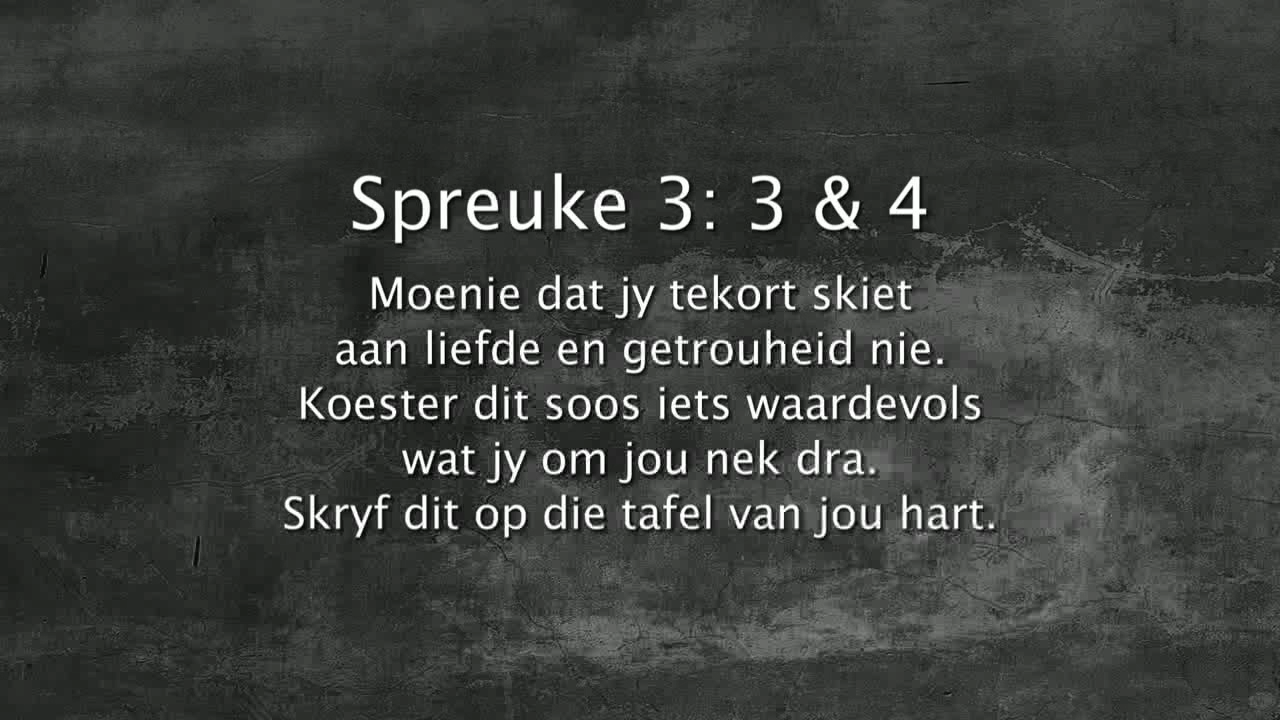 Spreuke 3: 3 & 4
Moenie dat jy tekort skiet
aan liefde en getrouheid nie.
Koester dit soos iets waardevols
wat jy om jou nek dra.
Skryf dit op die tafel van jou hart.